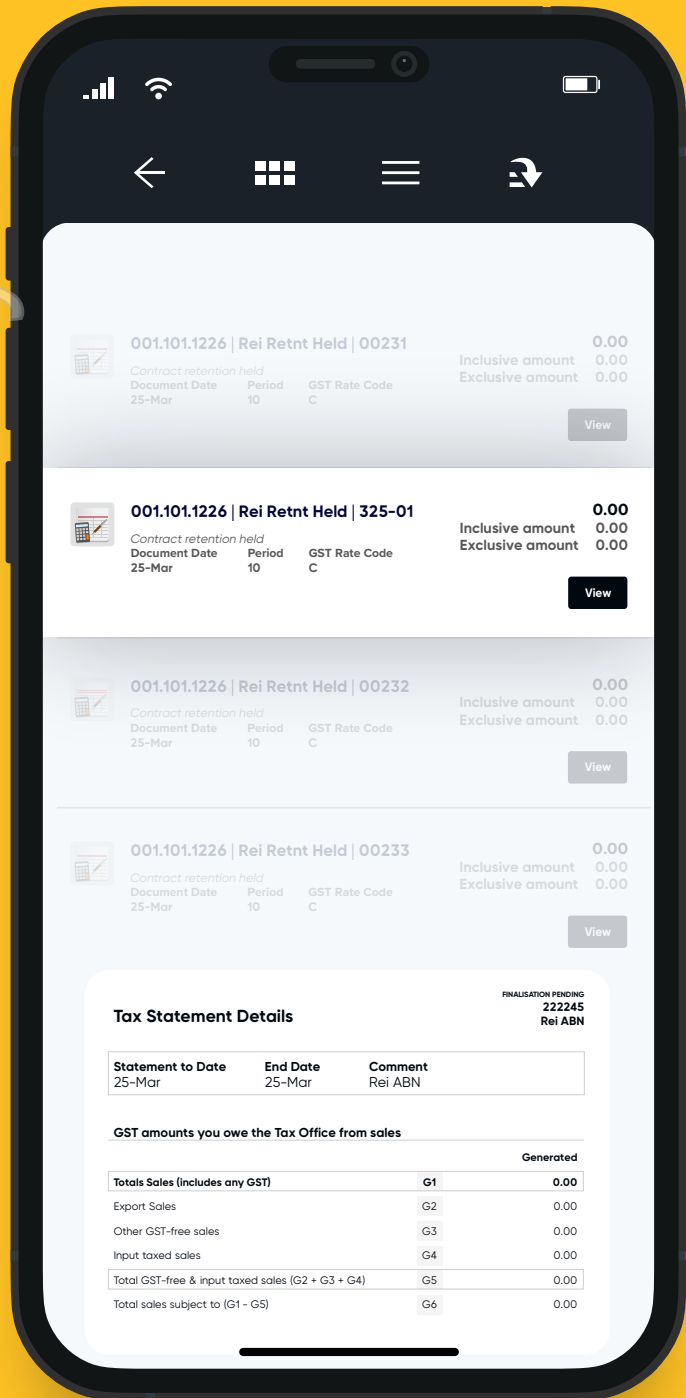 001.101.1226 | Rei Retnt Held | 00231
0.00
Contract retention held
Inclusive amount 0.00
Exclusive amount 0.00
Document Date Period GST Rate Code
25-Mar 10 C
View
001.101.1226 | Rei Retnt Held | 325-01
0.00
Contract retention held
Inclusive amount 0.00
Exclusive amount 0.00
Document Date Period GST Rate Code
25-Mar 10 C
View
001.101.1226 | Rei Retnt Held | 00232
0.00
Contract retention held
Inclusive amount 0.00
Exclusive amount 0.00
Document Date Period GST Rate Code
25-Mar 10 C
View
001.101.1226 | Rei Retnt Held | 00233
0.00
Contract retention held
Inclusive amount 0.00
Exclusive amount 0.00
Document Date Period GST Rate Code
25-Mar 10 C
View
FINALISATION PENDING
222245
Rei ABN
Tax Statement Details
Statement to Date End Date Comment
25-Mar 25-Mar Rei ABN
GST amounts you owe the Tax Office from sales
Generated
Totals Sales (includes any GST) G1 0.00
Export Sales G2 0.00
Other GST-free sales G3 0.00
Input taxed sales G4 0.00
Total GST-free & input taxed sales (G2 + G3 + G4) G5 0.00
Total sales subject to (G1 - G5) G6 0.00